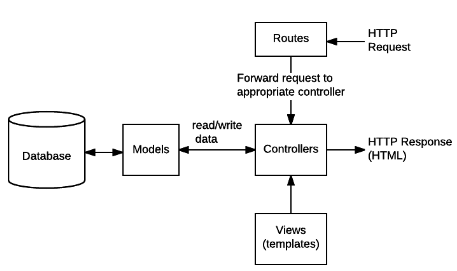 Routes
HTTP
Request
Forward request to
appropriate controller
read/write
data
Database
Models
Controllers
HTTP Response
(HTML)
Views
(templates)